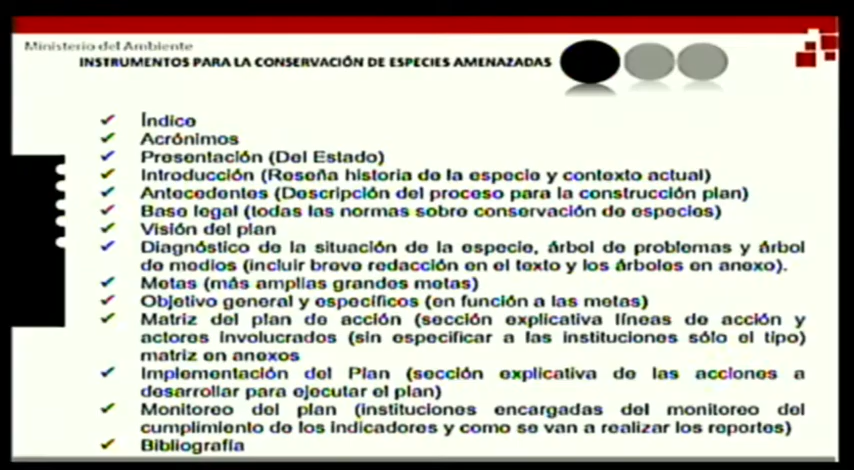 Ministerio del Ambiente
INSTRUMENTOS PARA LA CONSERVACIÓN DE ESPECIES AMENAZADAS
✓ Índice
✓ Acrónimos
✓ Presentación (Del Estado)
✓ Introducción (Reseña historia de la especie y contexto actual)
✓ Antecedentes (Descripción del proceso para la construcción plan)
✓ Base legal (todas las normas sobre conservación de especies)
✓ Visión del plan
✓ Diagnóstico de la situación de la especie, árbol de problemas y árbol
de medios (incluir breve redacción en el texto y los árboles en anexo).
✓ Metas (más amplias grandes metas)
✓ Objetivo general y específicos (en función a las metas)
✓ Matriz del plan de acción (sección explicativa líneas de acción y
actores involucrados (sin especificar a las instituciones sólo el tipo)
matriz en anexos
✓ Implementación del Plan (sección explicativa de las acciones a
desarrollar para ejecutar el plan)
✓ Monitoreo del plan (instituciones encargadas del monitoreo del
cumplimiento de los indicadores y como se van a realizar los reportes)
✓ Bibliografía